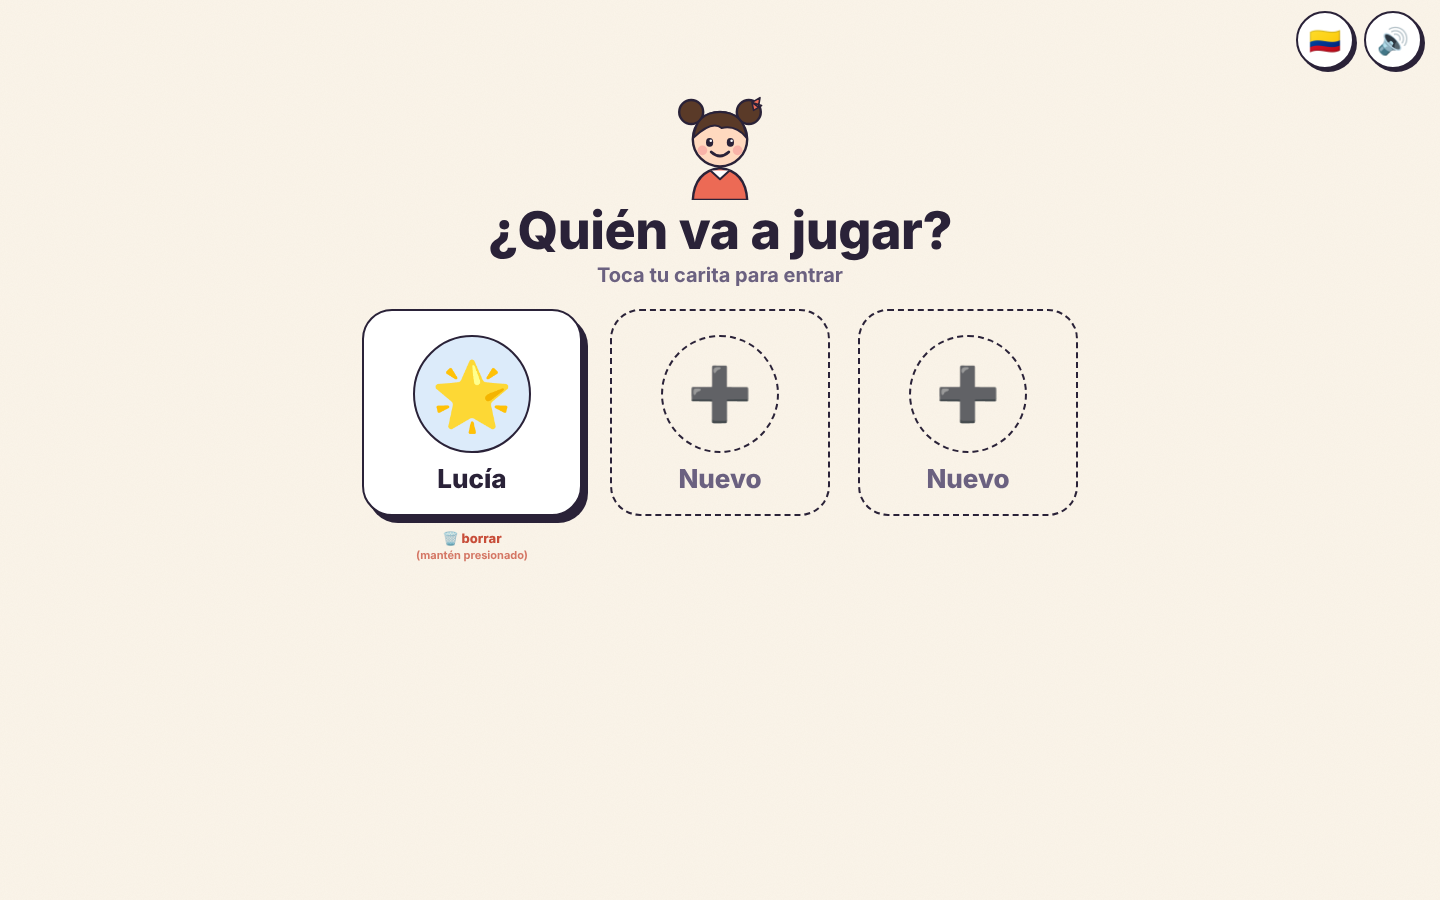 ¿Quién va a jugar?
Toca tu carita para entrar
Lucía
Nuevo
Nuevo
borrar
(mantén presionado)